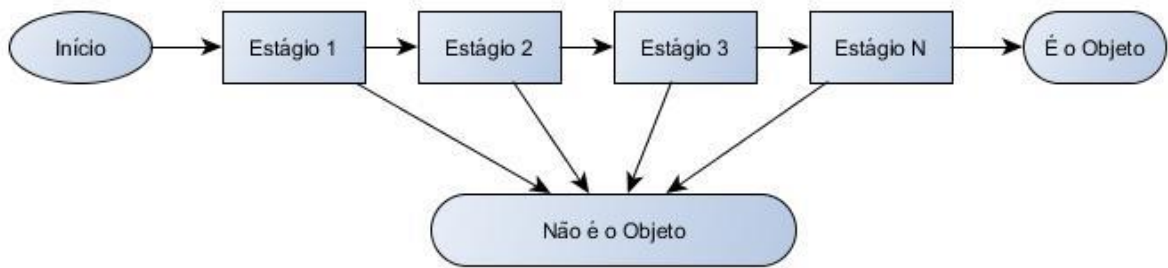 Início
Estágio 1
Estágio 2
Estágio 3
Estágio N
É o Objeto
Não é o Objeto